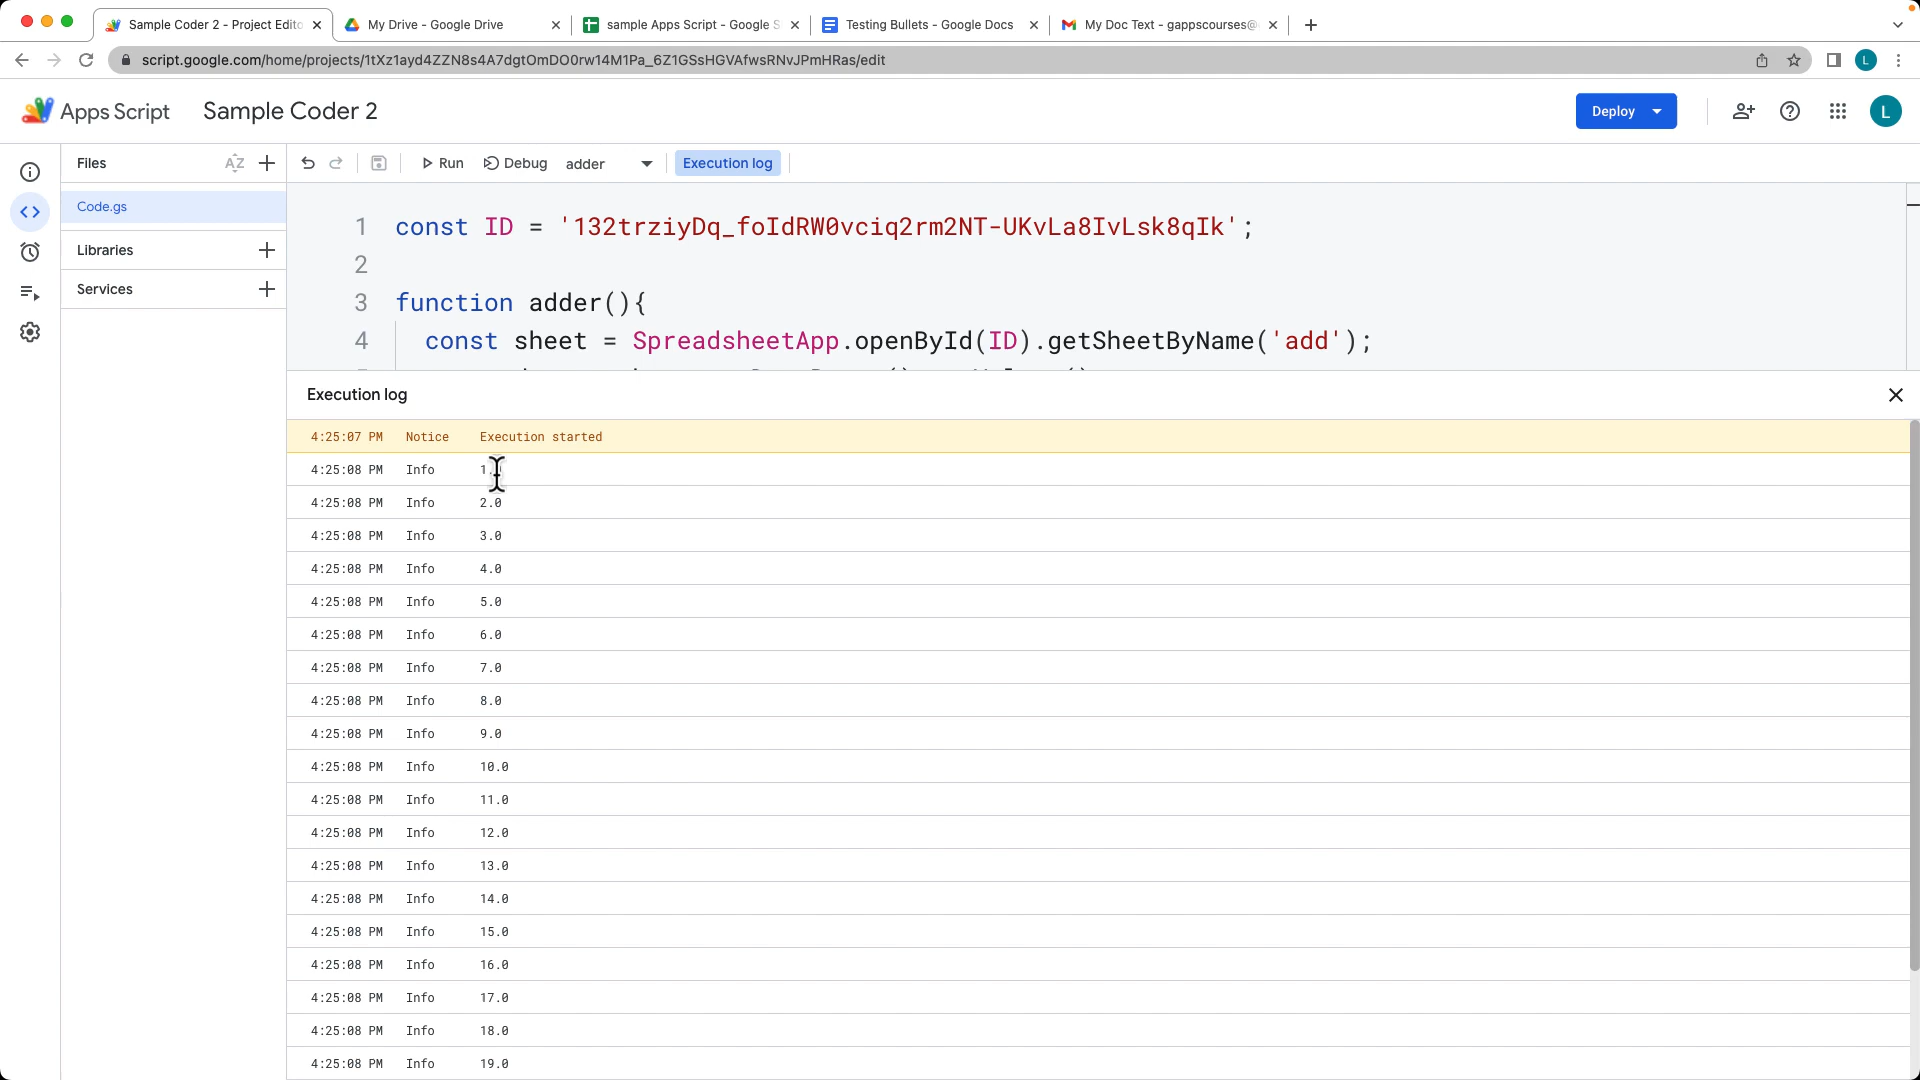 Sample Coder 2 - Project Edito
My Drive - Google Drive
sample Apps Script - Google S
Testing Bullets - Google Docs
My Doc Text - gappscourses@
script.google.com/home/projects/1tXz1ayd4ZZN8s4A7dgtOmDO0rw14M1Pa_6Z1GSsHGVAfwsRNvJPmHRas/edit
L
Apps Script
Sample Coder 2
Deploy
L
Files
AZ
Run
Debug
adder
Execution log
Code.gs
Libraries
Services
1 const ID = '132trziyDq_foIdRW0vciq2rm2NT-UKvLa8IvLsk8qIk';
2
3 function adder(){
4 const sheet = SpreadsheetApp.openById(ID).getSheetByName('add');
Execution log
4:25:07 PM Notice Execution started
4:25:08 PM Info
4:25:08 PM Info 2.0
4:25:08 PM Info 3.0
4:25:08 PM Info 4.0
4:25:08 PM Info 5.0
4:25:08 PM Info 6.0
4:25:08 PM Info 7.0
4:25:08 PM Info 8.0
4:25:08 PM Info 9.0
4:25:08 PM Info 10.0
4:25:08 PM Info 11.0
4:25:08 PM Info 12.0
4:25:08 PM Info 13.0
4:25:08 PM Info 14.0
4:25:08 PM Info 15.0
4:25:08 PM Info 16.0
4:25:08 PM Info 17.0
4:25:08 PM Info 18.0
4:25:08 PM Info 19.0